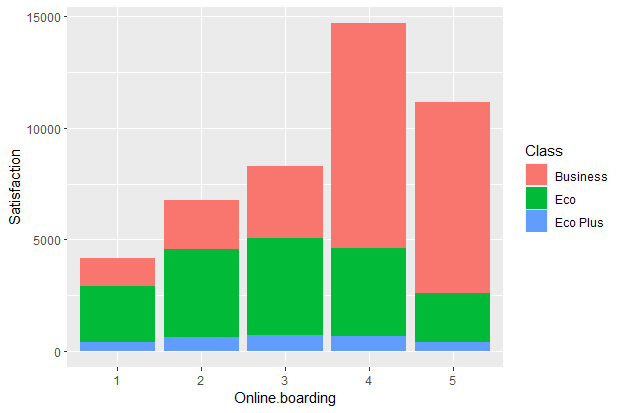 15000
10000
5000
0
Satisfaction
1 2 3 4 5
Online.boarding
Class
Business
Eco
Eco Plus